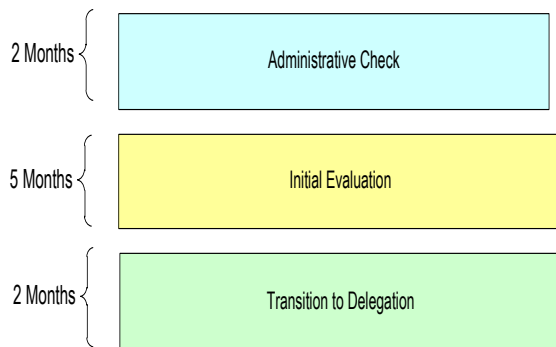 2 Months
Administrative Check
5 Months
Initial Evaluation
2 Months
Transition to Delegation